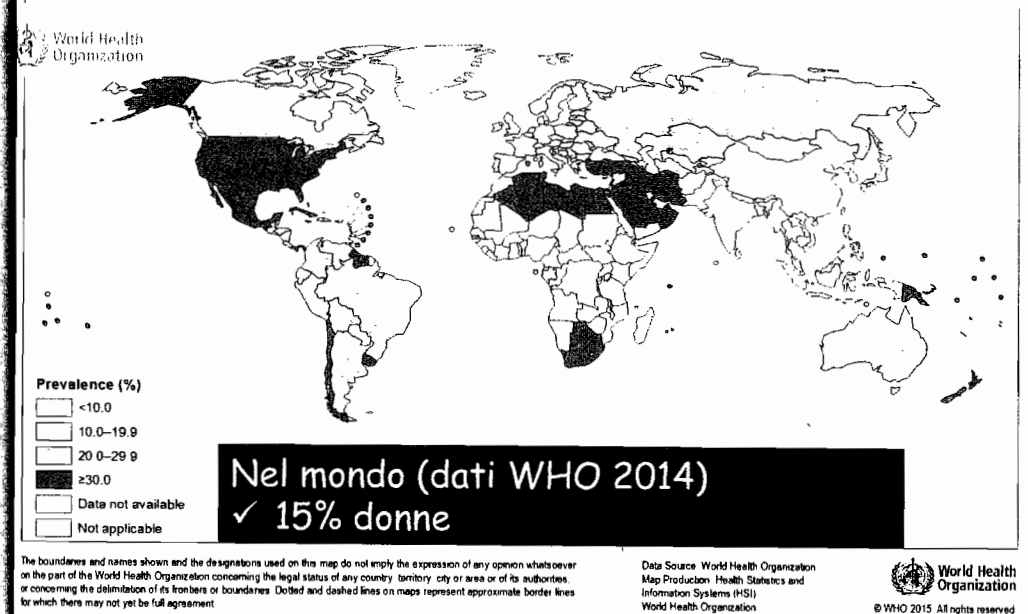 World Health
Organization
Prevalence (%)
<10.0
10.0–19.9
20 0–29 9
≥30.0
Data not available
Not applicable
Nel mondo (dati WHO 2014)
✓ 15% donne
The boundaries and names shown and the designations used on this map do not imply the expression of any opinion whatsoever
on the part of the World Health Organization concerning the legal status of any country territory city or area or of its authorities.
or concerning the delimitation of its frontiers or boundaries Dotted and dashed lines on maps represent approximate border lines
for which there may not yet be full agreement
Data Source World Health Organization
Map Production Health Statistics and
Information Systems (HSI)
World Health Organization
World Health
Organization
© WHO 2015 All rights reserved